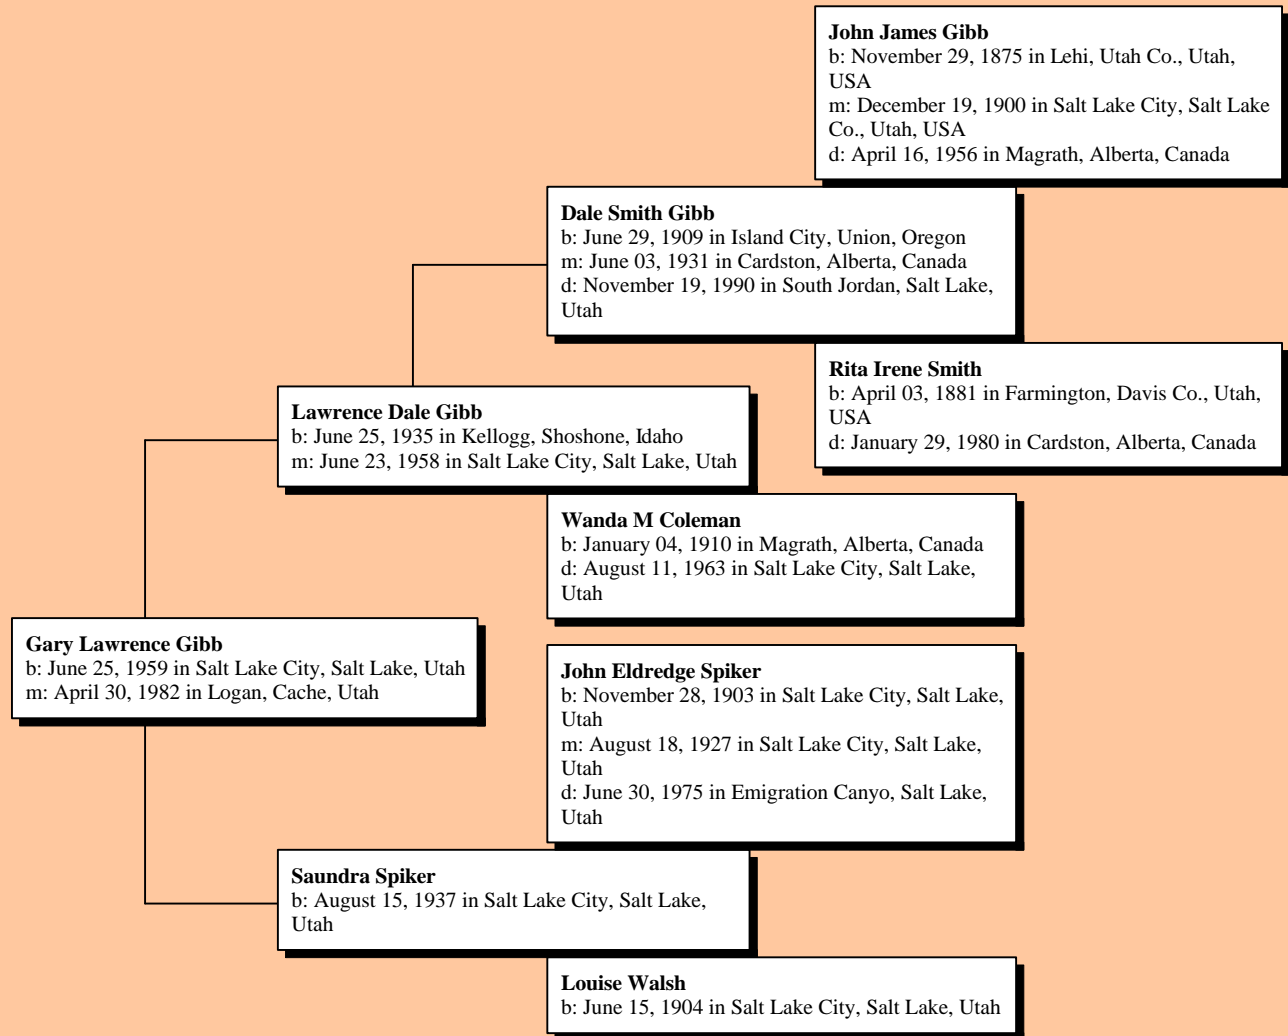 John James Gibb
b: November 29, 1875 in Lehi, Utah Co., Utah,
USA
m: December 19, 1900 in Salt Lake City, Salt Lake
Co., Utah, USA
d: April 16, 1956 in Magrath, Alberta, Canada
Dale Smith Gibb
b: June 29, 1909 in Island City, Union, Oregon
m: June 03, 1931 in Cardston, Alberta, Canada
d: November 19, 1990 in South Jordan, Salt Lake,
Utah
Rita Irene Smith
b: April 03, 1881 in Farmington, Davis Co., Utah,
USA
d: January 29, 1980 in Cardston, Alberta, Canada
Lawrence Dale Gibb
b: June 25, 1935 in Kellogg, Shoshone, Idaho
m: June 23, 1958 in Salt Lake City, Salt Lake, Utah
Wanda M Coleman
b: January 04, 1910 in Magrath, Alberta, Canada
d: August 11, 1963 in Salt Lake City, Salt Lake,
Utah
Gary Lawrence Gibb
b: June 25, 1959 in Salt Lake City, Salt Lake, Utah
m: April 30, 1982 in Logan, Cache, Utah
John Eldredge Spiker
b: November 28, 1903 in Salt Lake City, Salt Lake,
Utah
m: August 18, 1927 in Salt Lake City, Salt Lake,
Utah
d: June 30, 1975 in Emigration Canyo, Salt Lake,
Utah
Saundra Spiker
b: August 15, 1937 in Salt Lake City, Salt Lake,
Utah
Louise Walsh
b: June 15, 1904 in Salt Lake City, Salt Lake, Utah